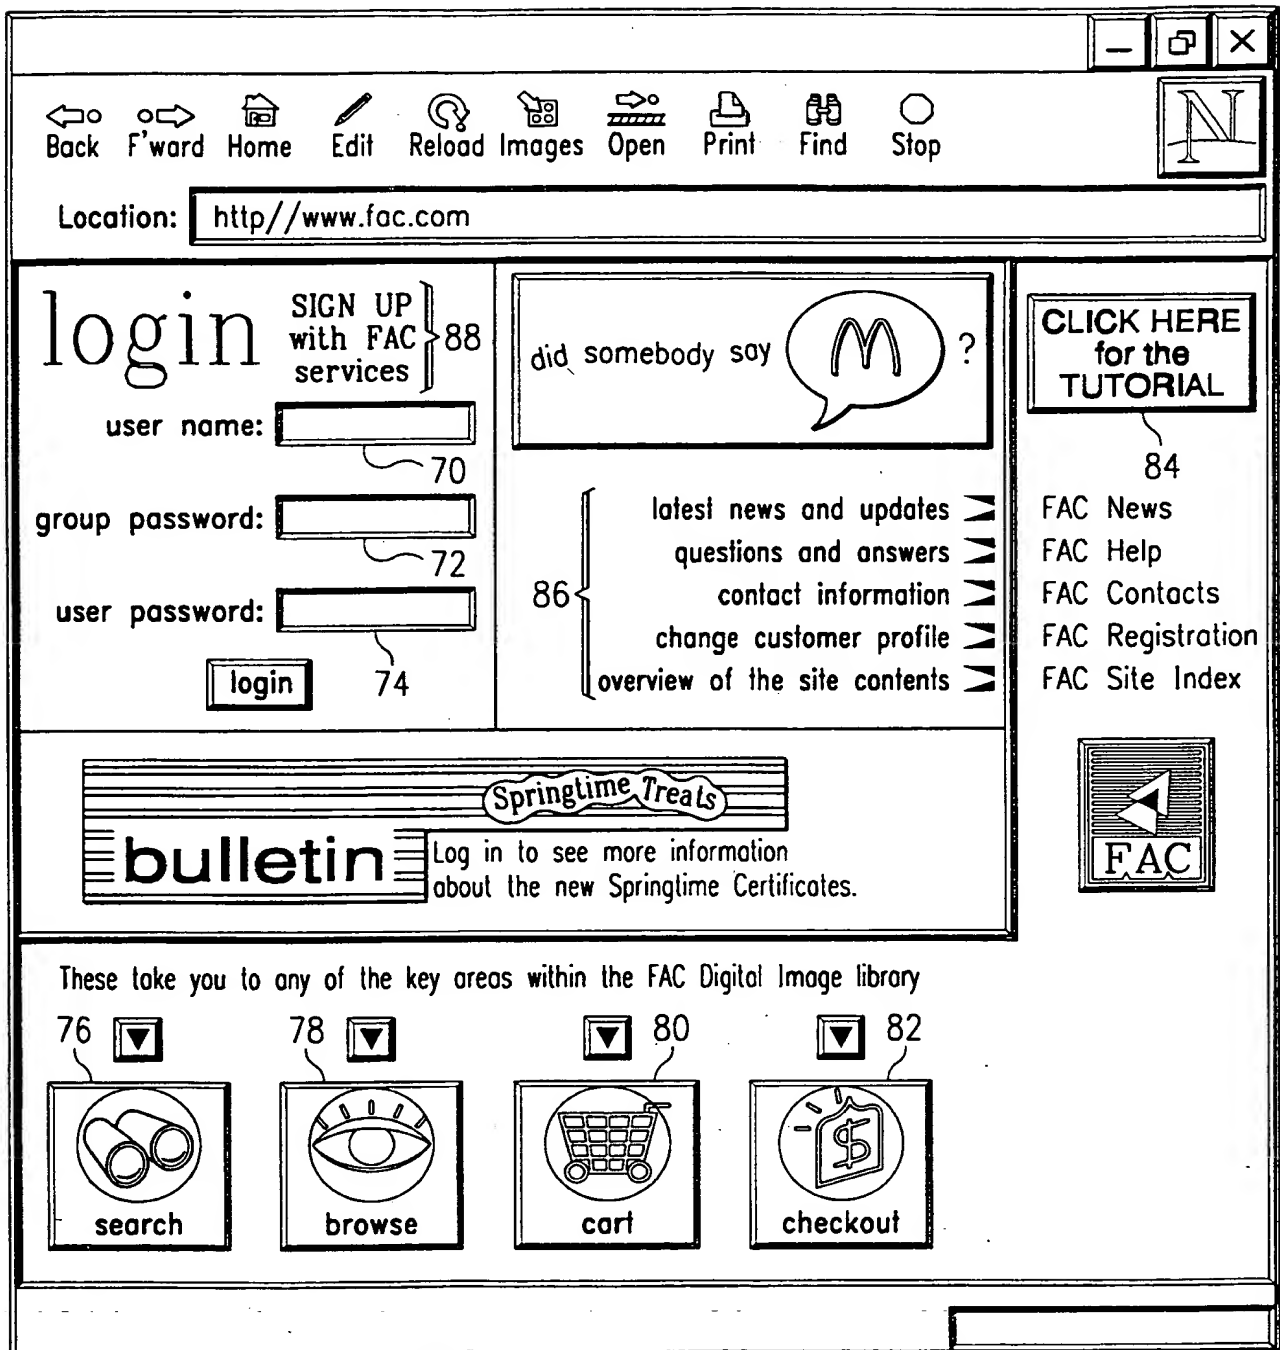 Back F'ward Home Edit Reload Images Open Print Find Stop
N
Location: http//www.fac.com
login
SIGN UP
with FAC
services
88
user name:
70
group password:
72
user password:
74
login
did somebody say M ?
86
latest news and updates
questions and answers
contact information
change customer profile
overview of the site contents
CLICK HERE
for the
TUTORIAL
84
FAC News
FAC Help
FAC Contacts
FAC Registration
FAC Site Index
FAC
Springtime Treats
bulletin
Log in to see more information
about the new Springtime Certificates.
These take you to any of the key areas within the FAC Digital Image library
76 78 80 82
$
search browse cart checkout